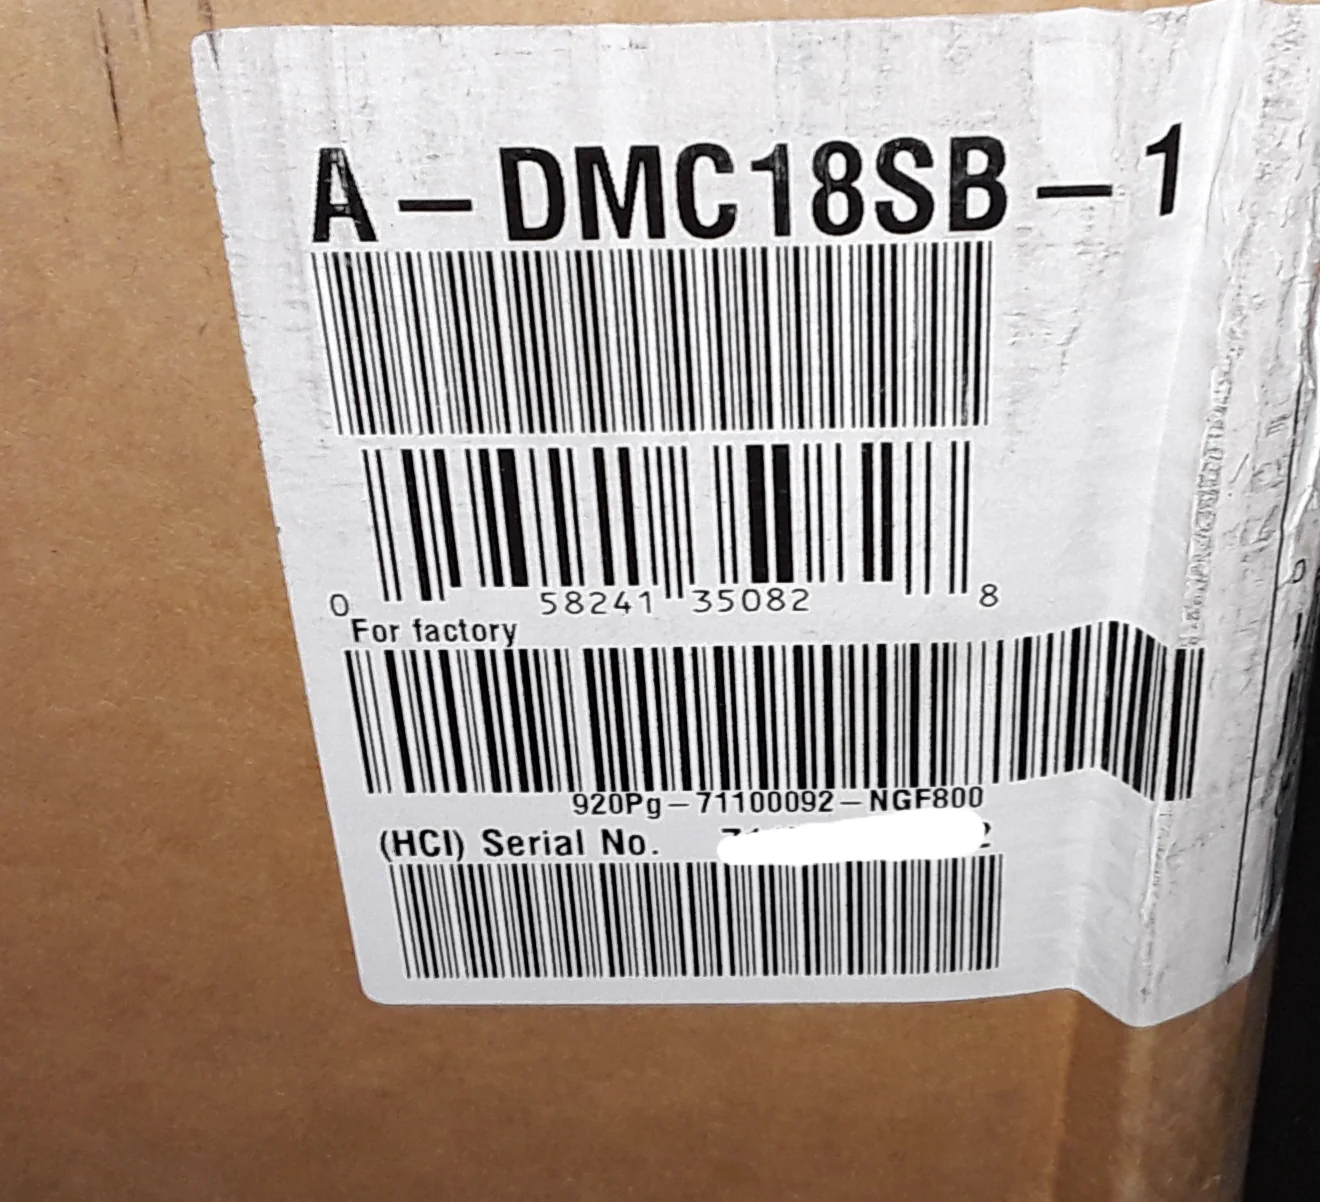 A-DMC18SB-1
0 58241 35082 8
For factory
920Pg-71100092-NGF800
(HCI) Serial No.